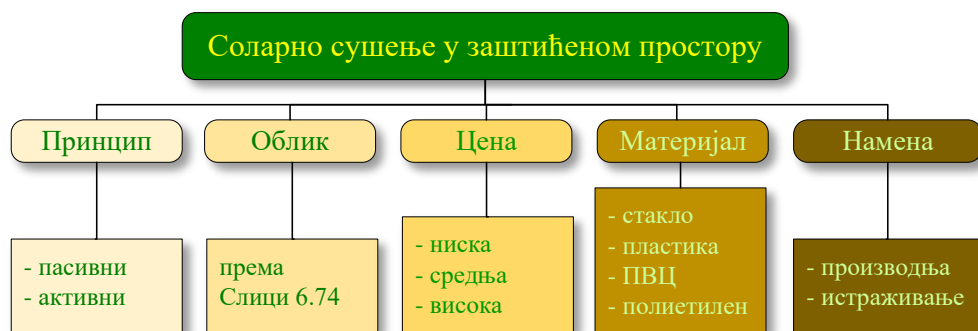 Соларно сушење у заштићеном простору
Принцип
Облик
Цена
Материјал
Намена
- пасивни
- активни
према
Слици 6.74
- ниска
- средња
- висока
- стакло
- пластика
- ПВЦ
- полиетилен
- производња
- истраживање